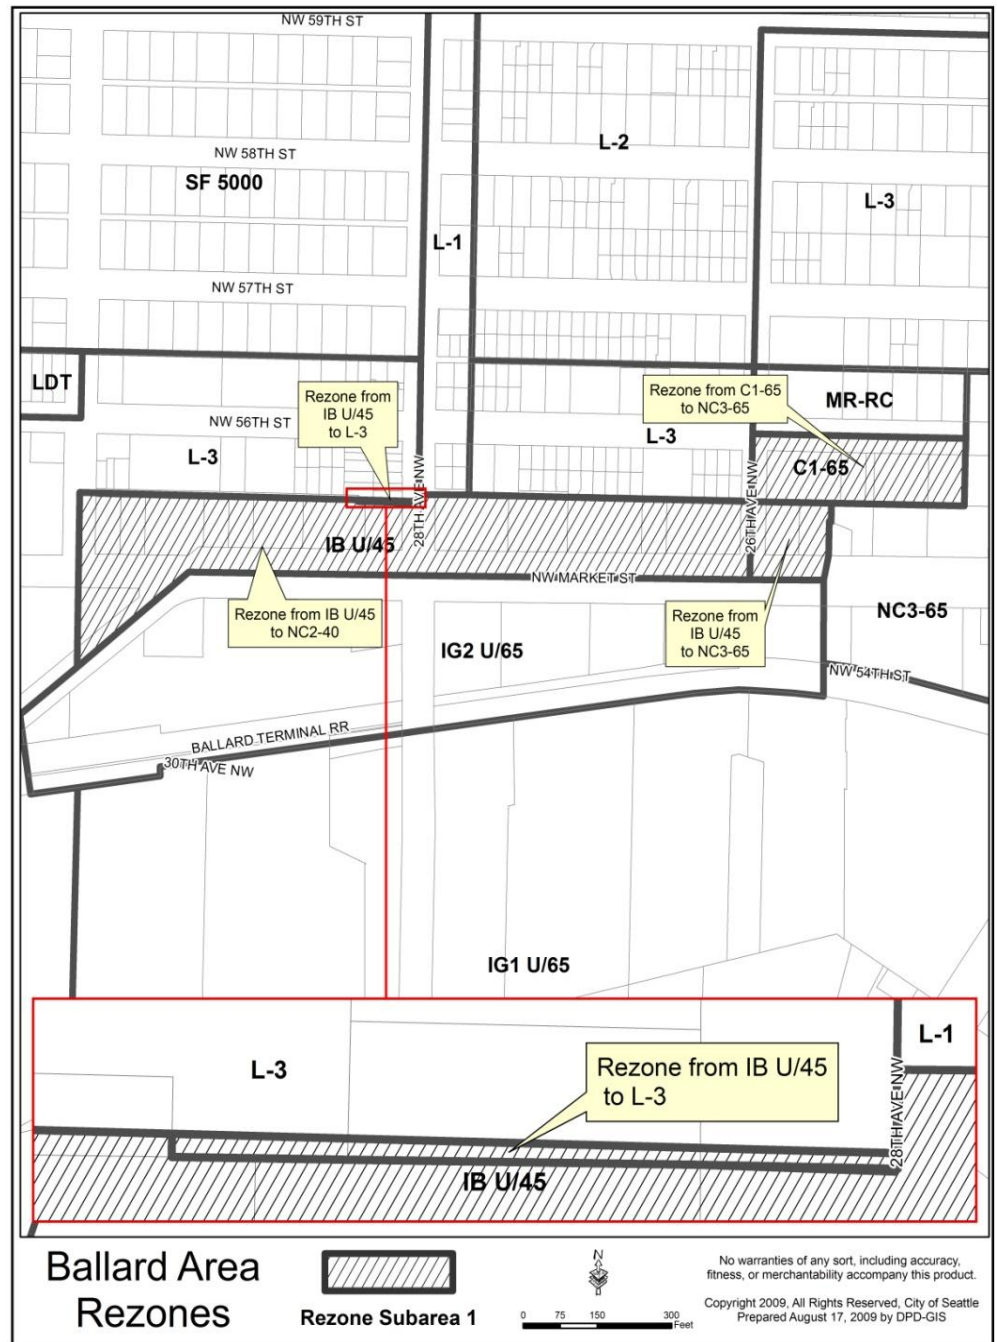 NW 59TH ST
L-2
NW 58TH ST
SF 5000
L-3
L-1
NW 57TH ST
LDT
Rezone from
IB U/45
to L-3
Rezone from C1-65
to NC3-65
MR-RC
NW 56TH ST
L-3
L-3
C1-65
28TH AVE NW
26TH AVE NW
IB U/45
NW MARKET ST
Rezone from IB U/45
to NC2-40
Rezone from
IB U/45
to NC3-65
NC3-65
IG2 U/65
NW 54TH ST
BALLARD TERMINAL RR
30TH AVE NW
IG1 U/65
L-1
L-3
Rezone from IB U/45
to L-3
28TH AVE NW
IB U/45
Ballard Area
Rezones
Rezone Subarea 1
N
0 75 150 300
Feet
No warranties of any sort, including accuracy,
fitness, or merchantability accompany this product.
Copyright 2009, All Rights Reserved, City of Seattle
Prepared August 17, 2009 by DPD-GIS